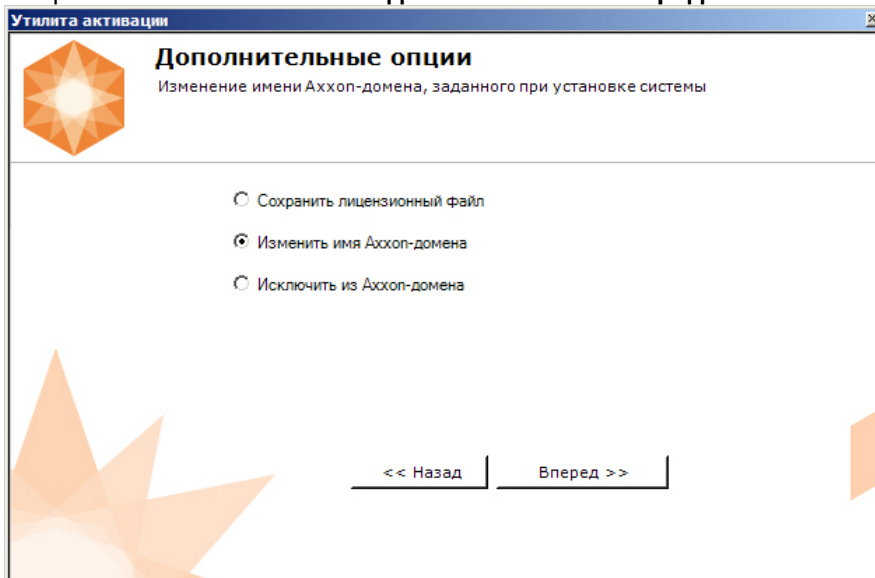 Утилита активации
Дополнительные опции
Изменение имени Axxon-домена, заданного при установке системы
Сохранить лицензионный файл
Изменить имя Axxon-домена
Исключить из Axxon-домена
<< Назад
Вперед >>